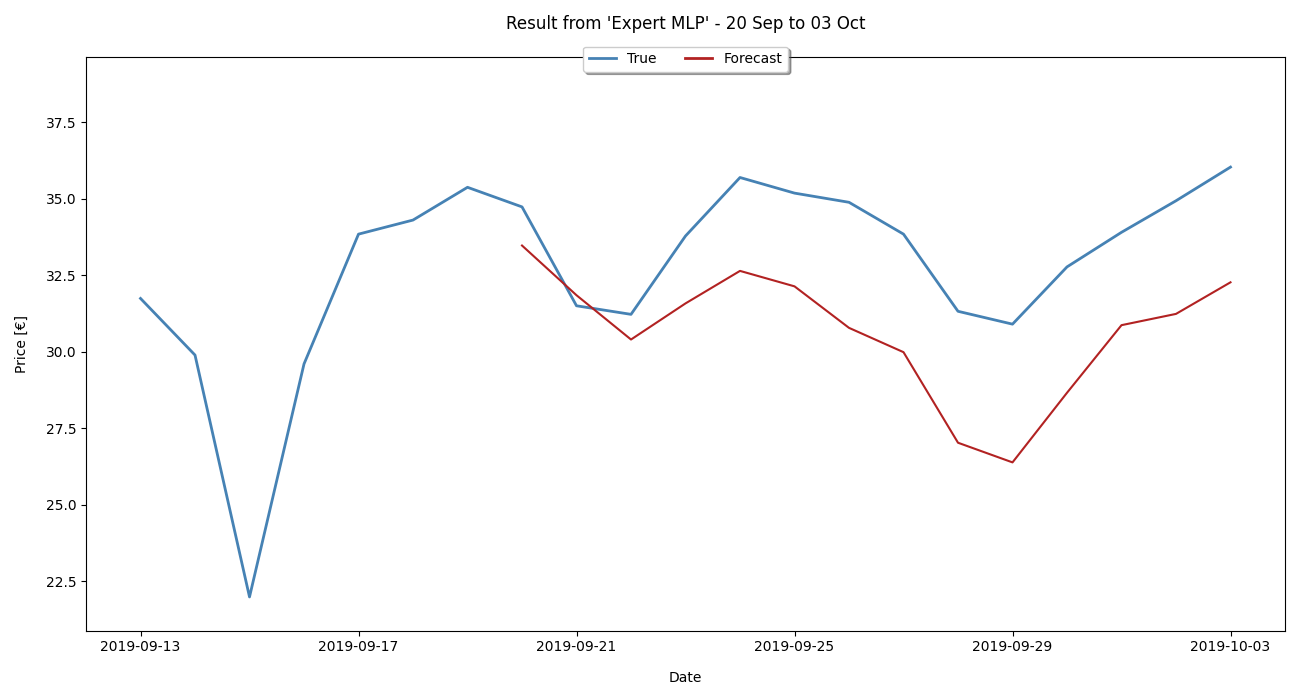 Result from 'Expert MLP' - 20 Sep to 03 Oct
True Forecast
37.5
35.0
32.5
30.0
27.5
25.0
22.5
Price [€]
2019-09-13 2019-09-17 2019-09-21 2019-09-25 2019-09-29 2019-10-03
Date